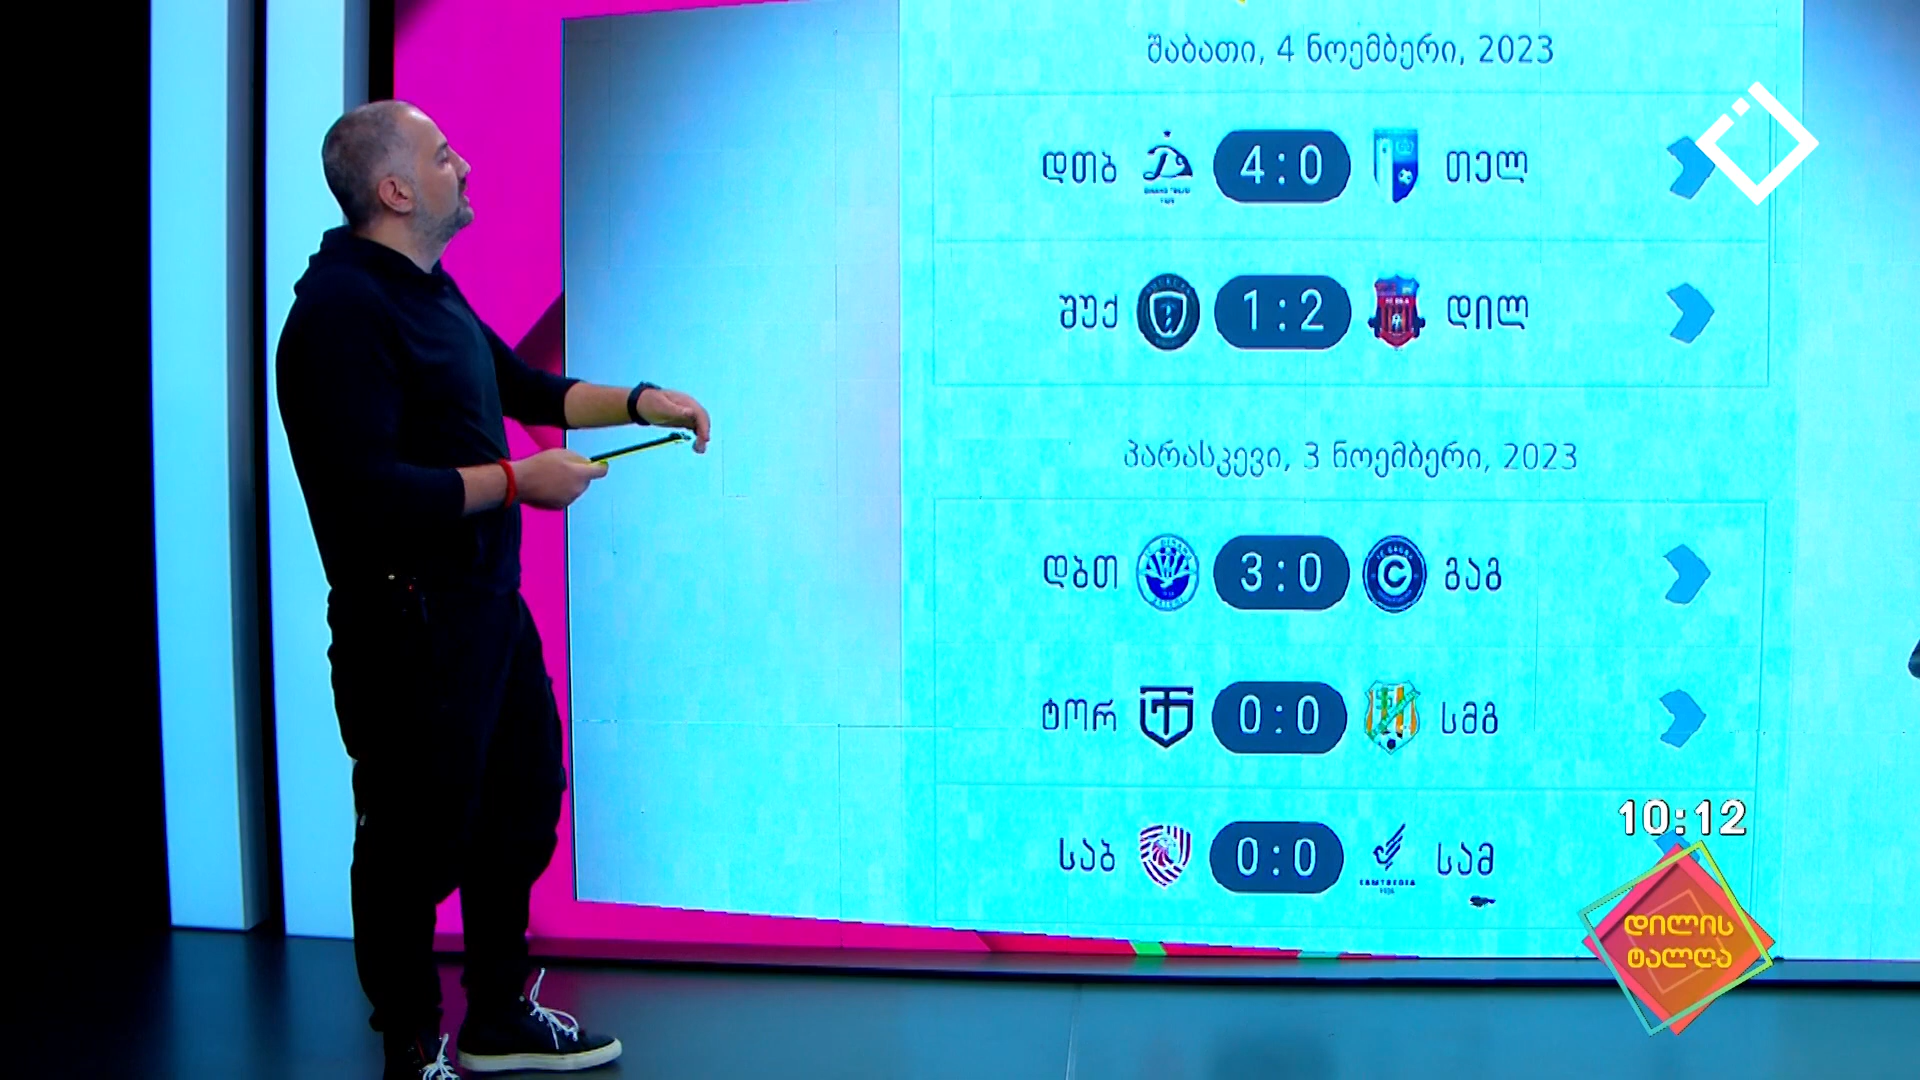 შაბათი, 4 ნოემბერი, 2023
დთბ 4:0 თელ
შუქ 1:2 დილ
პარასკევი, 3 ნოემბერი, 2023
დბთ 3:0 გაგ
ტორ 0:0 სმგ
საბ 0:0 სამ
10:12
დილის
ტალღა